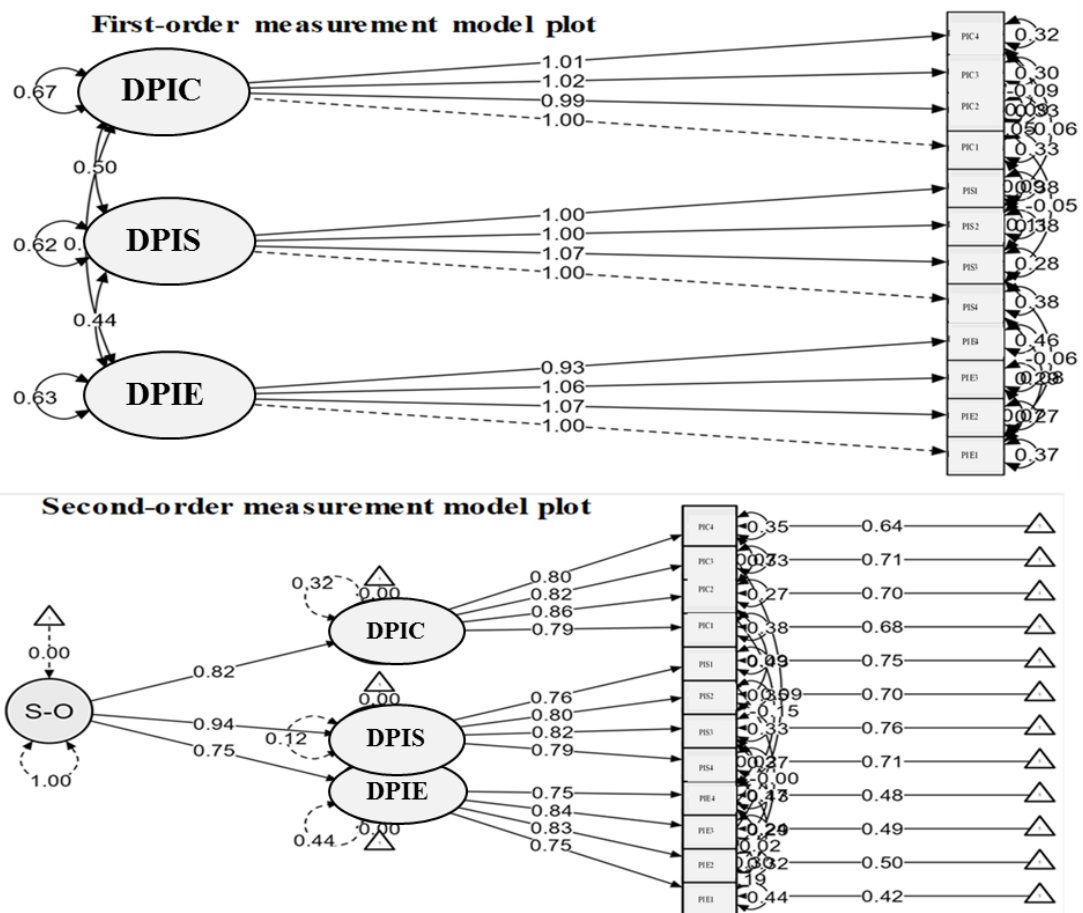 First-order measurement model plot
DPIC
0.67
1.01
1.02
0.99
1.00
PIC4
0.32
PIC3
0.30
PIC2
PIC1
0.33
0.50
DPIS
0.62
1.00
1.00
1.07
1.00
PIS1
-0.05
PIS2
PIS3
0.28
PIS4
0.38
0.44
DPIE
0.63
0.93
1.06
1.07
1.00
PIE4
0.46
-0.06
PIE3
PIE2
PIE1
0.37
Second-order measurement model plot
S-O
0.00
1.00
0.82
0.94
0.75
0.32
0.00
DPIC
0.80
0.82
0.86
0.79
0.00
0.12
DPIS
0.76
0.80
0.82
0.79
DPIE
0.44
0.00
0.75
0.84
0.83
0.75
PIC4
0.35
0.64
PIC3
0.71
PIC2
0.27
0.70
PIC1
0.38
0.68
PIS1
0.75
PIS2
0.70
-0.15
PIS3
0.33
0.76
PIS4
0.71
-0.00
PIE4
0.48
PIE3
0.49
0.02
PIE2
0.50
PIE1
0.44
0.42